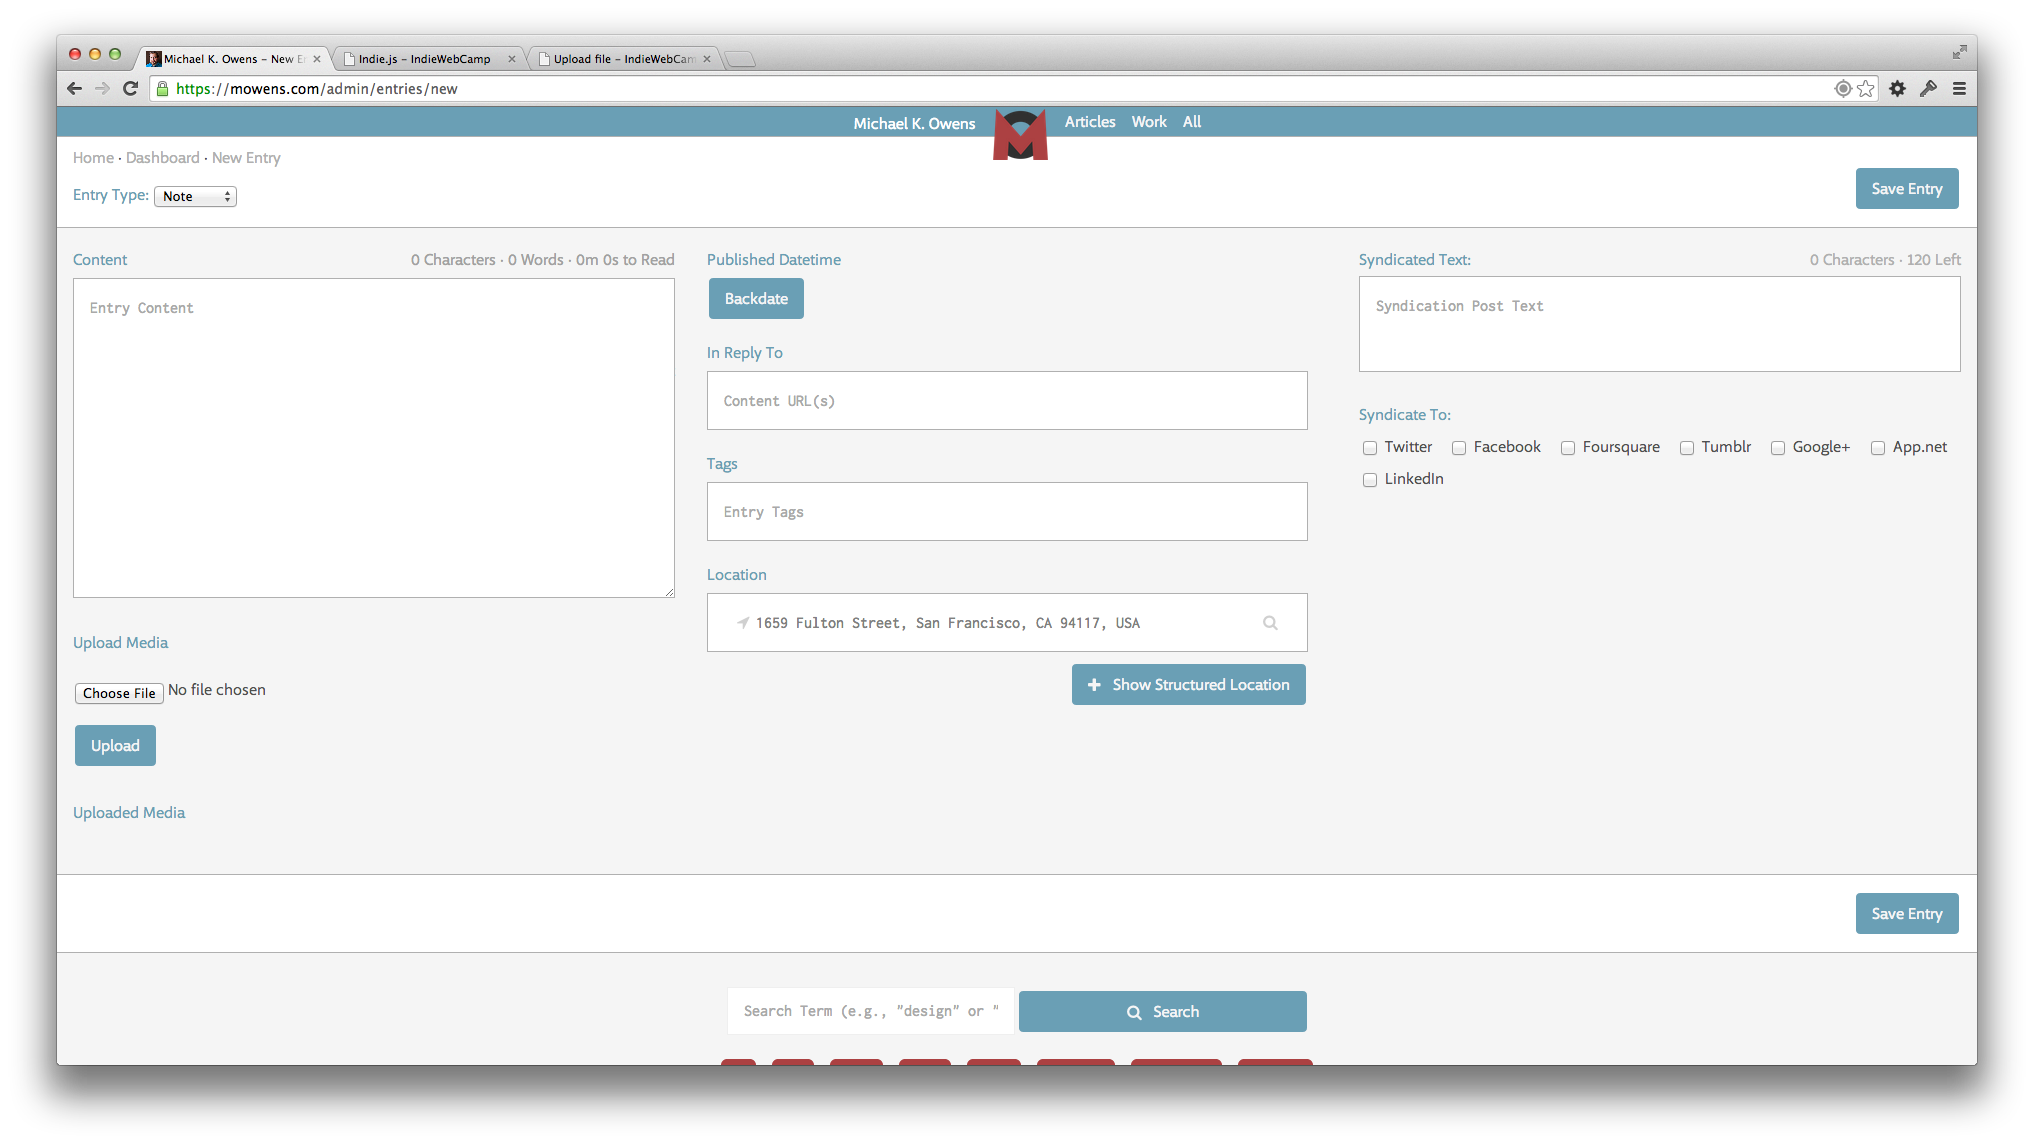 Michael K. Owens – New E
Indie.js – IndieWebCamp
Upload file – IndieWebCam
https://mowens.com/admin/entries/new
Michael K. Owens
Articles Work All
Home · Dashboard · New Entry
Entry Type: Note
Save Entry
Content
0 Characters · 0 Words · 0m 0s to Read
Entry Content
Upload Media
Choose File No file chosen
Upload
Uploaded Media
Published Datetime
Backdate
In Reply To
Content URL(s)
Tags
Entry Tags
Location
1659 Fulton Street, San Francisco, CA 94117, USA
Show Structured Location
Syndicated Text:
0 Characters · 120 Left
Syndication Post Text
Syndicate To:
Twitter Facebook Foursquare Tumblr Google+ App.net
LinkedIn
Save Entry
Search Term (e.g., "design" or "
Search